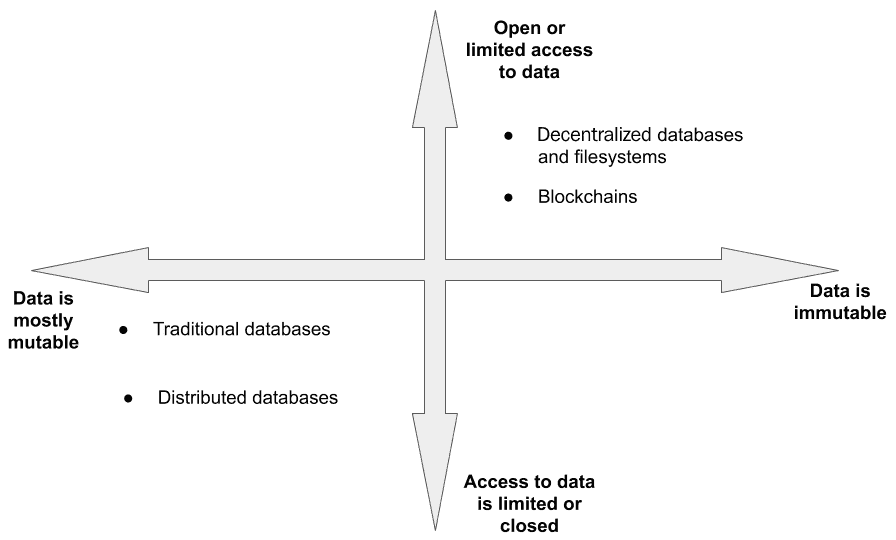 Open or
limited access
to data
● Decentralized databases
and filesystems
● Blockchains
Data is
mostly
mutable
Data is
immutable
● Traditional databases
● Distributed databases
Access to data
is limited or
closed